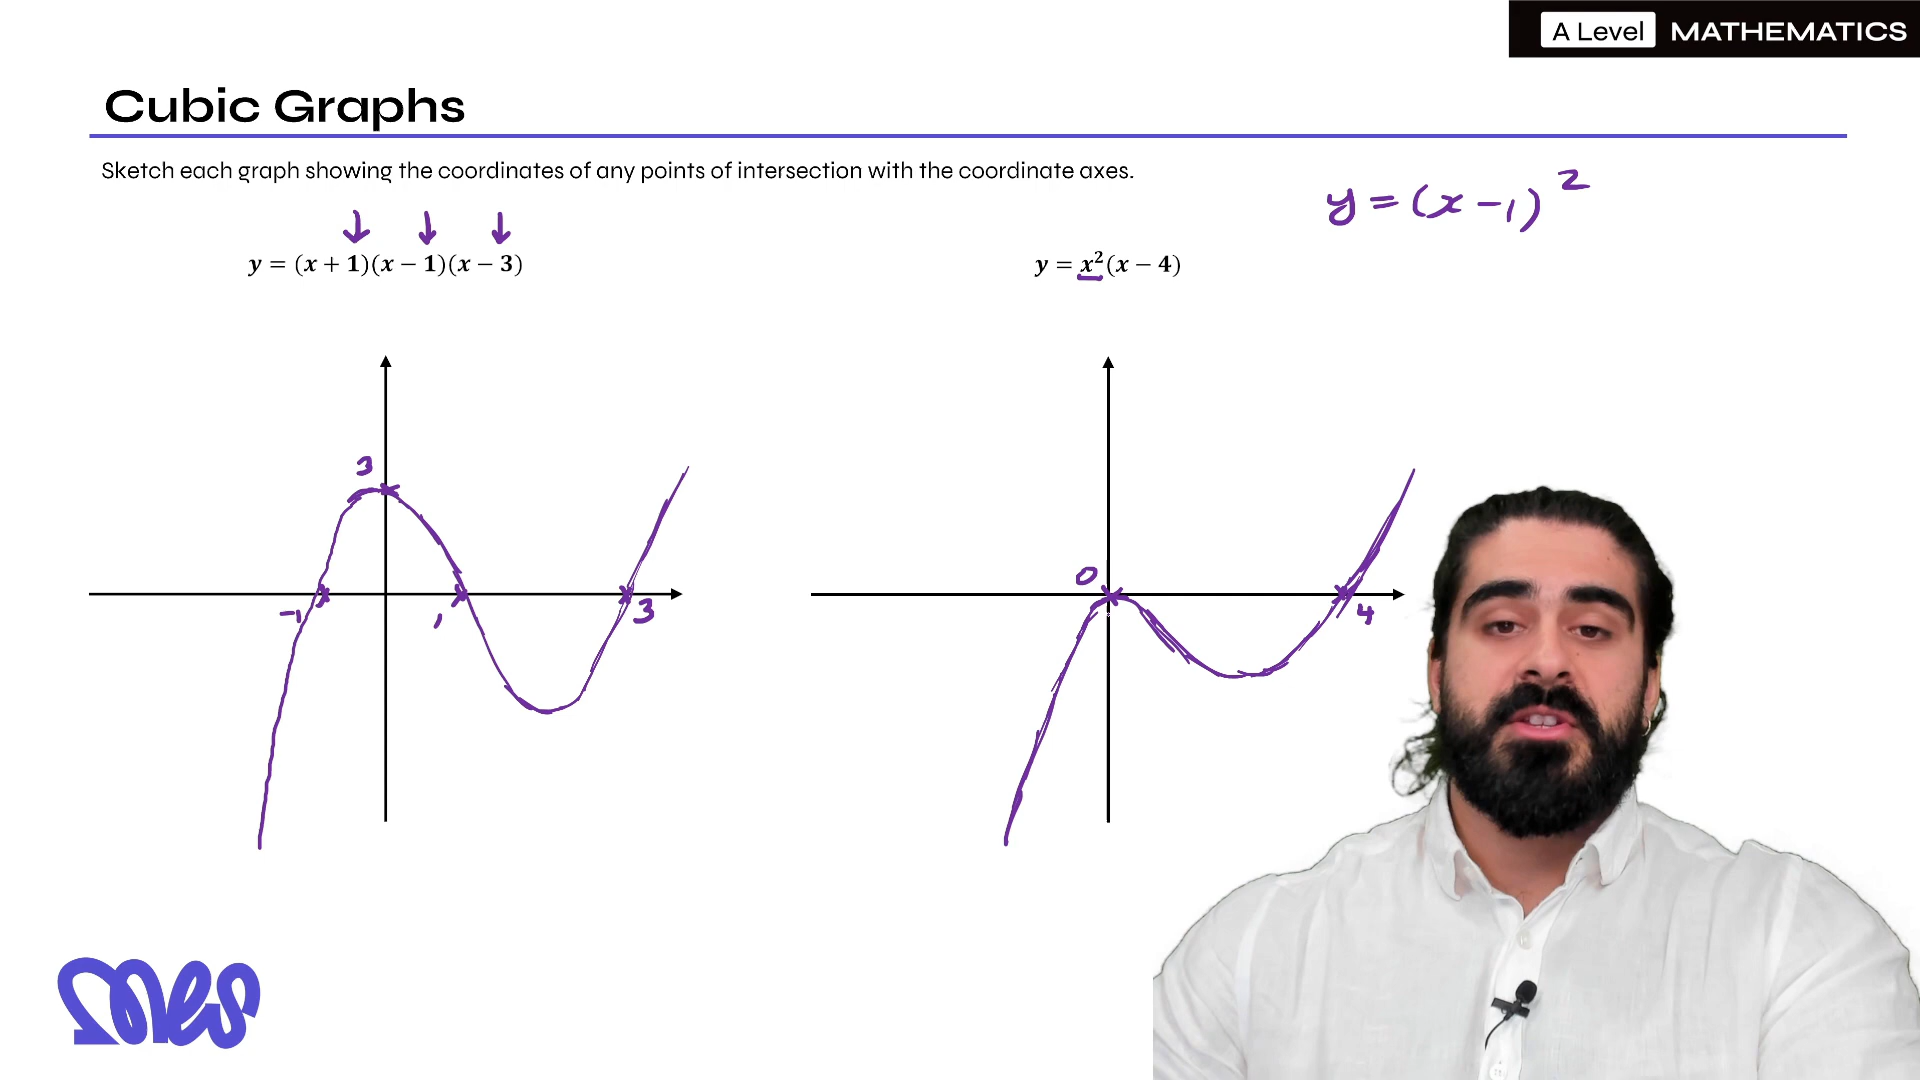 A Level MATHEMATICS
Cubic Graphs
Sketch each graph showing the coordinates of any points of intersection with the coordinate axes.
y = (x - 1)²
y = (x + 1)(x − 1)(x − 3)
y = x²(x − 4)
3
-1
1
3
0
4
mes